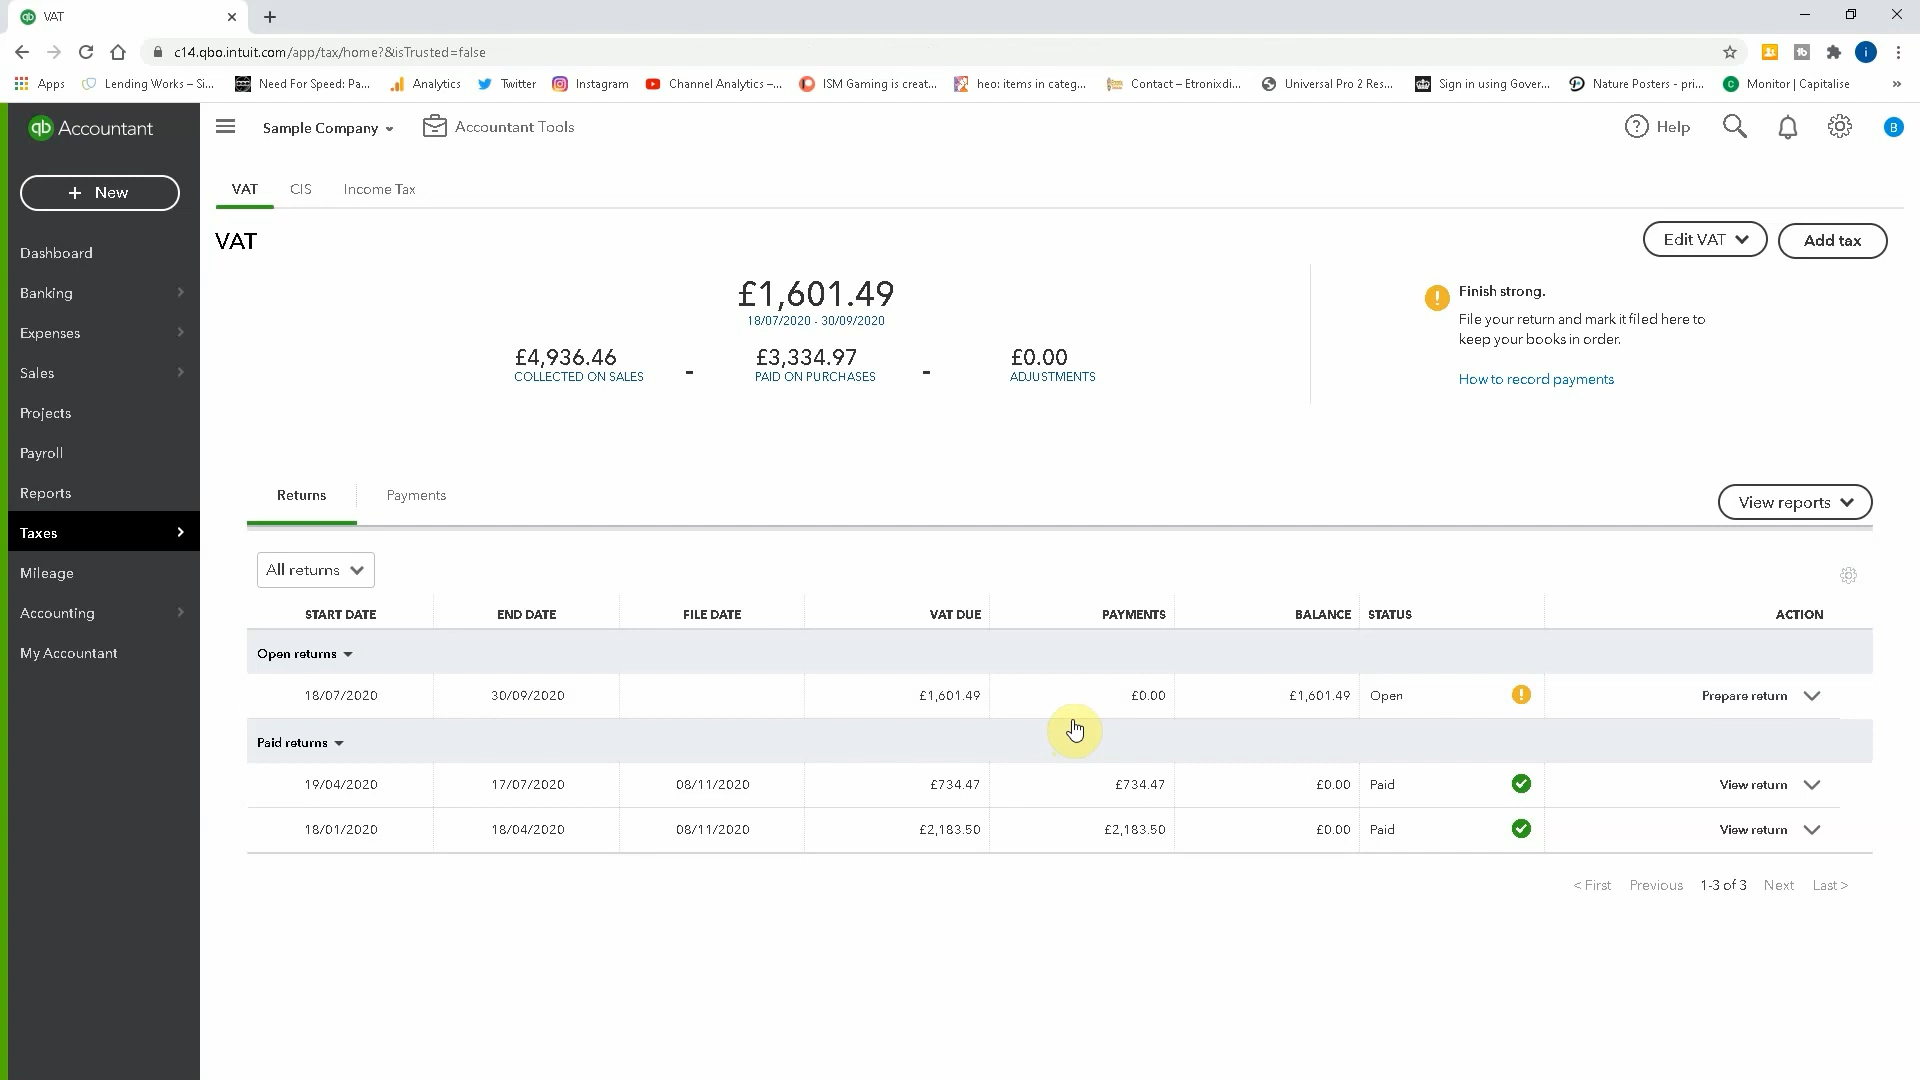 VAT
c14.qbo.intuit.com/app/tax/home?&isTrusted=false
Apps Lending Works – Si... Need For Speed: Pa... Analytics Twitter Instagram Channel Analytics –... ISM Gaming is creat... heo: items in categ... Contact – Etronixdi... Universal Pro 2 Res... Sign in using Gover... Nature Posters - pri... Monitor | Capitalise »
qb Accountant
Sample Company Accountant Tools Help B
+ New
Dashboard
Banking
Expenses
Sales
Projects
Payroll
Reports
Taxes
Mileage
Accounting
My Accountant
VAT CIS Income Tax
VAT
Edit VAT Add tax
£1,601.49
18/07/2020 - 30/09/2020
£4,936.46 - £3,334.97 - £0.00
COLLECTED ON SALES PAID ON PURCHASES ADJUSTMENTS
Finish strong.
File your return and mark it filed here to
keep your books in order.
How to record payments
Returns Payments
View reports
All returns
START DATE END DATE FILE DATE VAT DUE PAYMENTS BALANCE STATUS ACTION
Open returns
18/07/2020 30/09/2020 £1,601.49 £0.00 £1,601.49 Open Prepare return
Paid returns
19/04/2020 17/07/2020 08/11/2020 £734.47 £734.47 £0.00 Paid View return
18/01/2020 18/04/2020 08/11/2020 £2,183.50 £2,183.50 £0.00 Paid View return
< First Previous 1-3 of 3 Next Last >